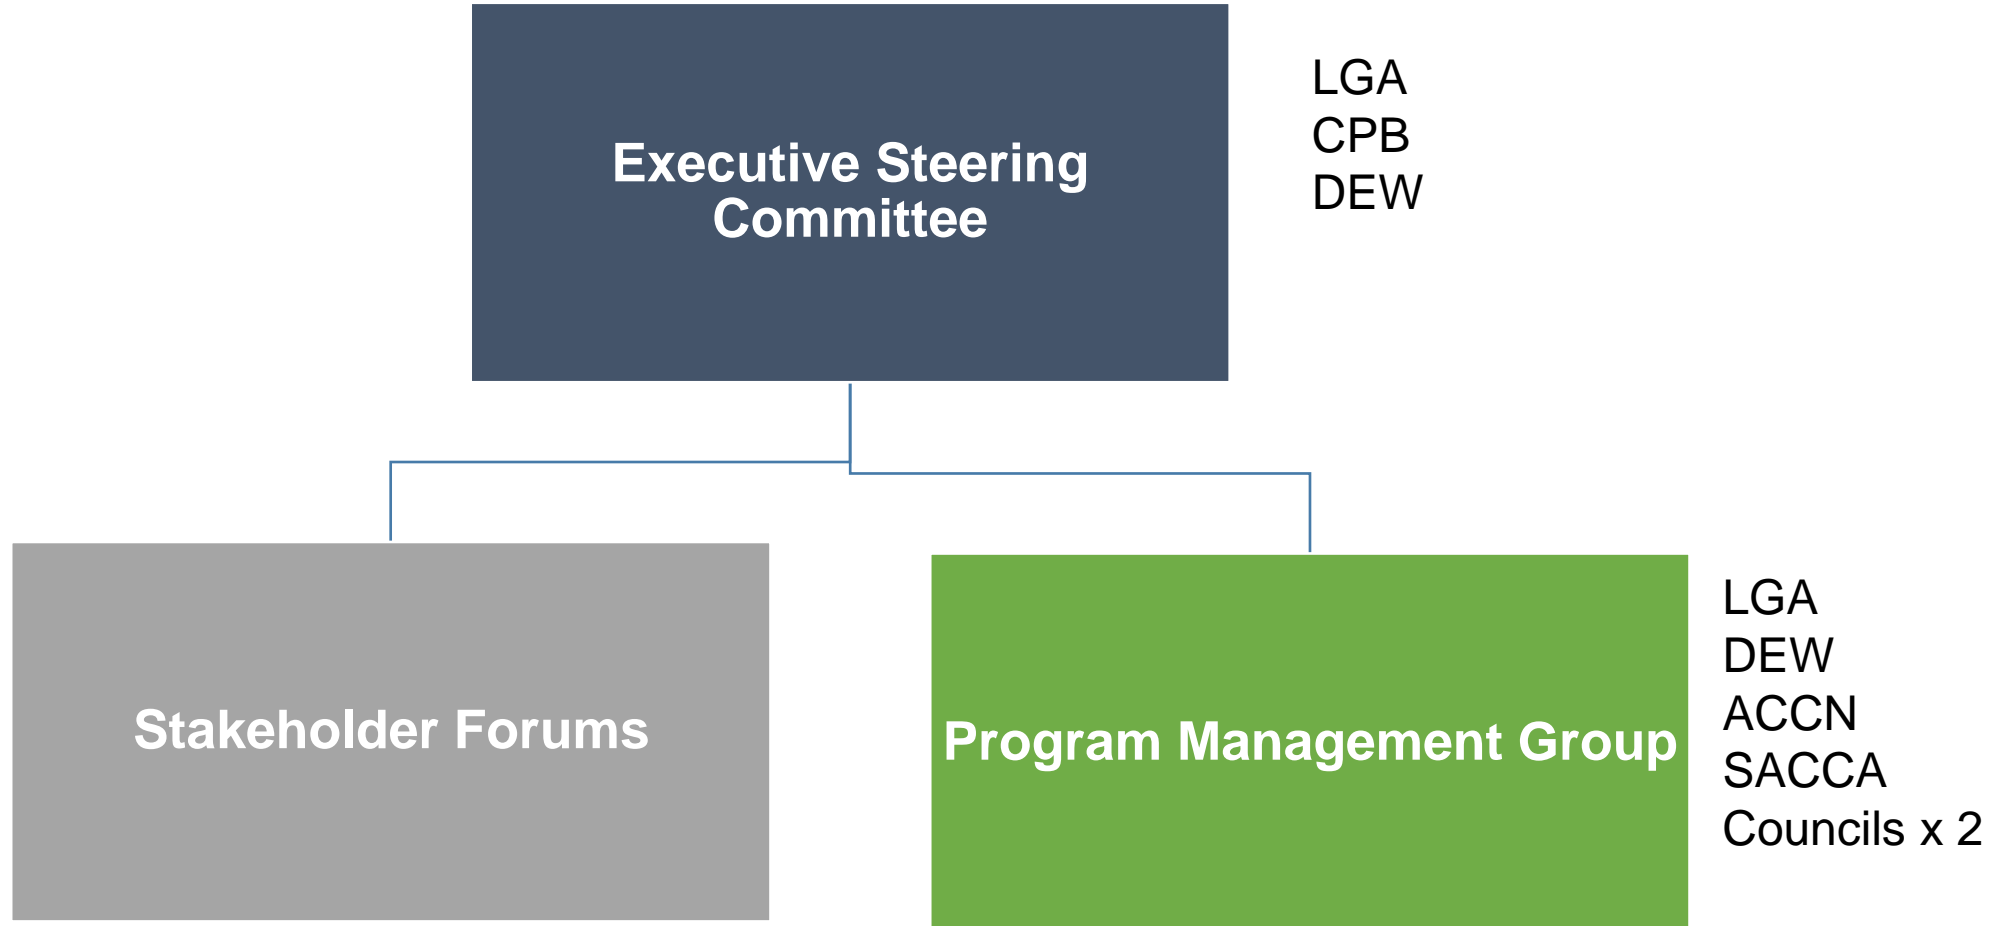 Executive Steering
Committee
LGA
CPB
DEW
Stakeholder Forums
Program Management Group
LGA
DEW
ACCN
SACCA
Councils x 2